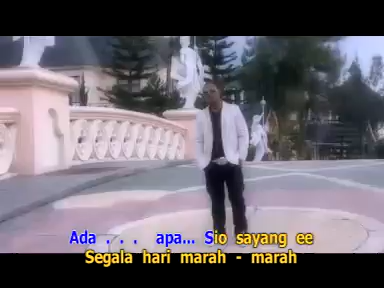 Ada . . . apa... Sio sayang ee
Segala hari marah - marah